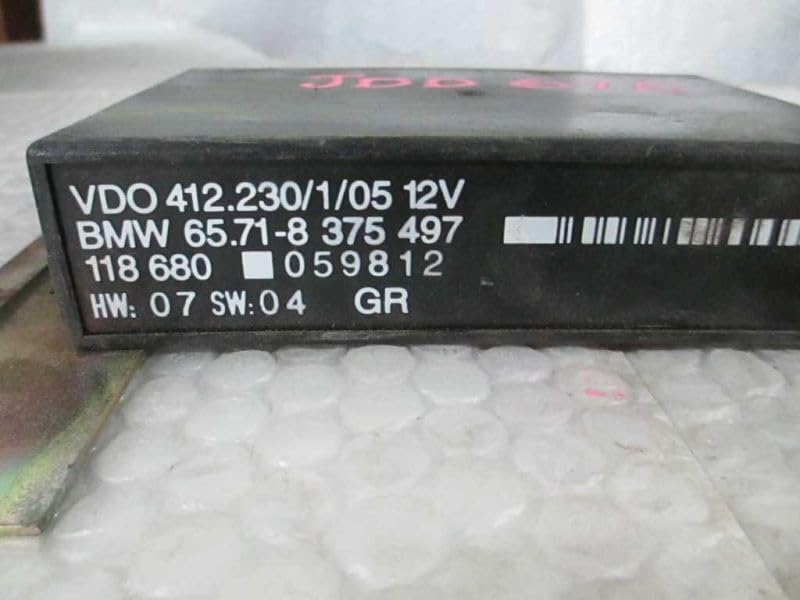 VDO 412.230/1/05 12V
BMW 65.71-8 375 497
118 680 059812
HW: 07 SW: 04 GR